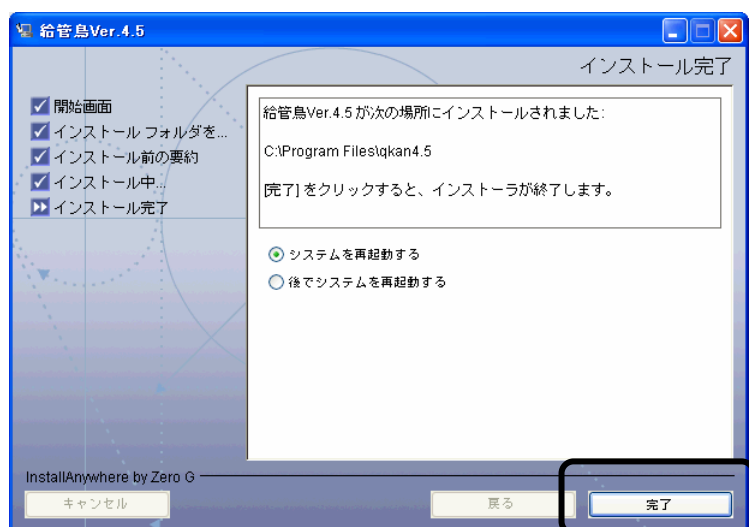 給管鳥Ver.4.5
インストール完了
開始画面
インストール フォルダを...
インストール前の要約
インストール中...
インストール完了
給管鳥Ver.4.5 が次の場所にインストールされました:
C:\Program Files\qkan4.5
[完了] をクリックすると、インストーラが終了します。
システムを再起動する
後でシステムを再起動する
InstallAnywhere by Zero G
キャンセル
戻る
完了